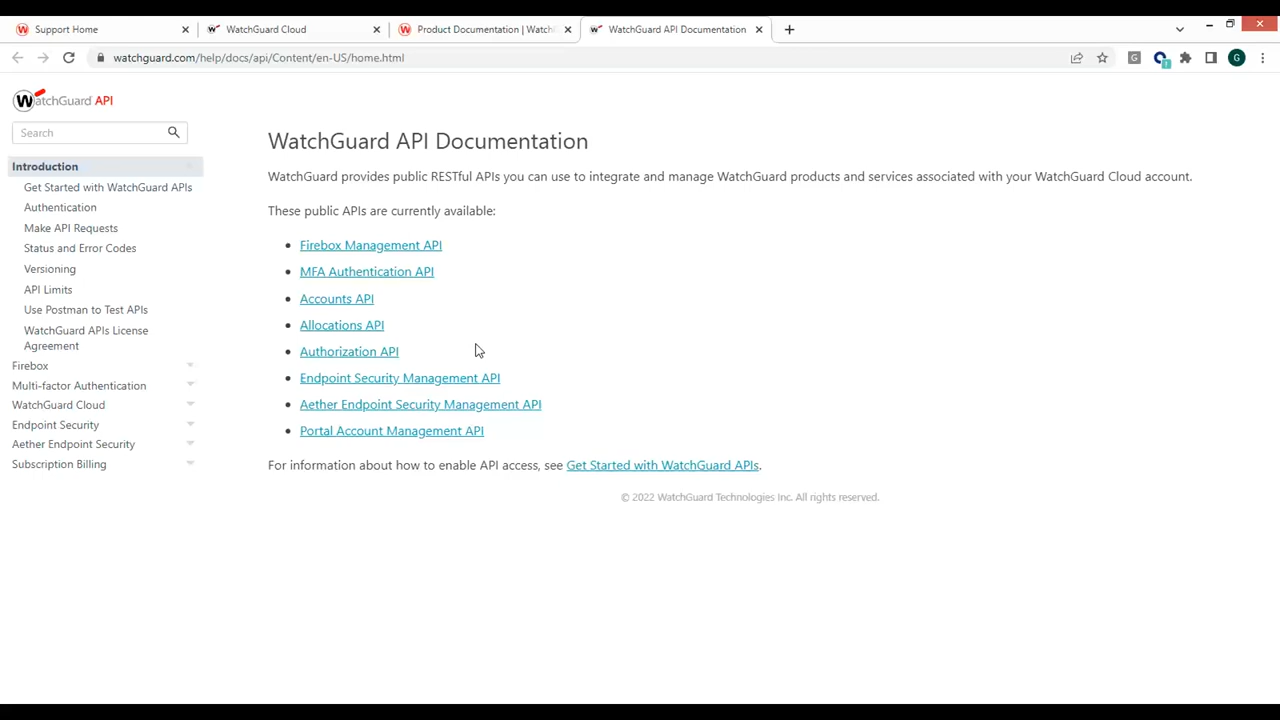 Support Home
WatchGuard Cloud
Product Documentation | Watch
WatchGuard API Documentation
watchguard.com/help/docs/api/Content/en-US/home.html
G
1
G
WatchGuard API
Search
Introduction
Get Started with WatchGuard APIs
Authentication
Make API Requests
Status and Error Codes
Versioning
API Limits
Use Postman to Test APIs
WatchGuard APIs License
Agreement
Firebox
Multi-factor Authentication
WatchGuard Cloud
Endpoint Security
Aether Endpoint Security
Subscription Billing
WatchGuard API Documentation
WatchGuard provides public RESTful APIs you can use to integrate and manage WatchGuard products and services associated with your WatchGuard Cloud account.
These public APIs are currently available:
• Firebox Management API
• MFA Authentication API
• Accounts API
• Allocations API
• Authorization API
• Endpoint Security Management API
• Aether Endpoint Security Management API
• Portal Account Management API
For information about how to enable API access, see Get Started with WatchGuard APIs.
© 2022 WatchGuard Technologies Inc. All rights reserved.